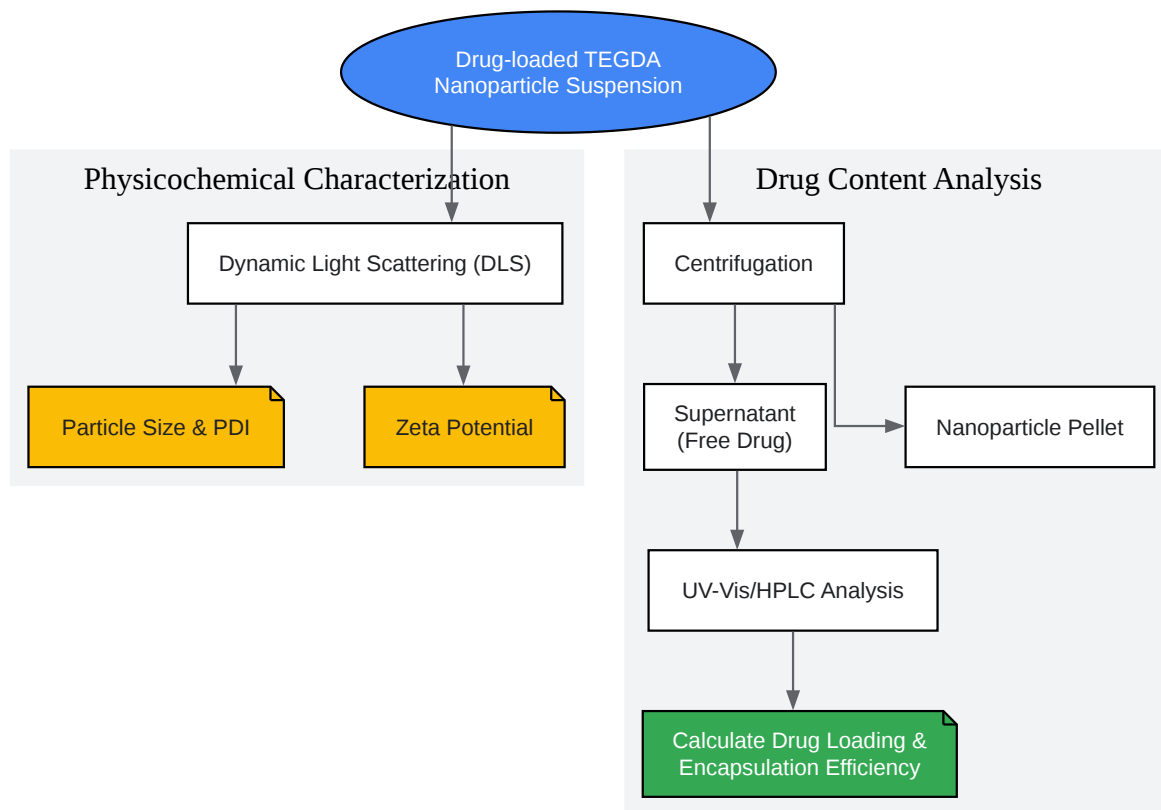 Drug-loaded TEGDA
Nanoparticle Suspension
Physicochemical Characterization
Dynamic Light Scattering (DLS)
Particle Size & PDI
Zeta Potential
Drug Content Analysis
Centrifugation
Supernatant
(Free Drug)
Nanoparticle Pellet
UV-Vis/HPLC Analysis
Calculate Drug Loading &
Encapsulation Efficiency